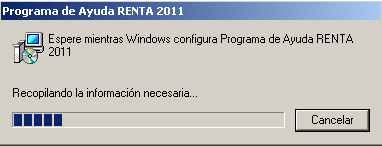 Programa de Ayuda RENTA 2011
Espere mientras Windows configura Programa de Ayuda RENTA
2011
Recopilando la información necesaria...
Cancelar